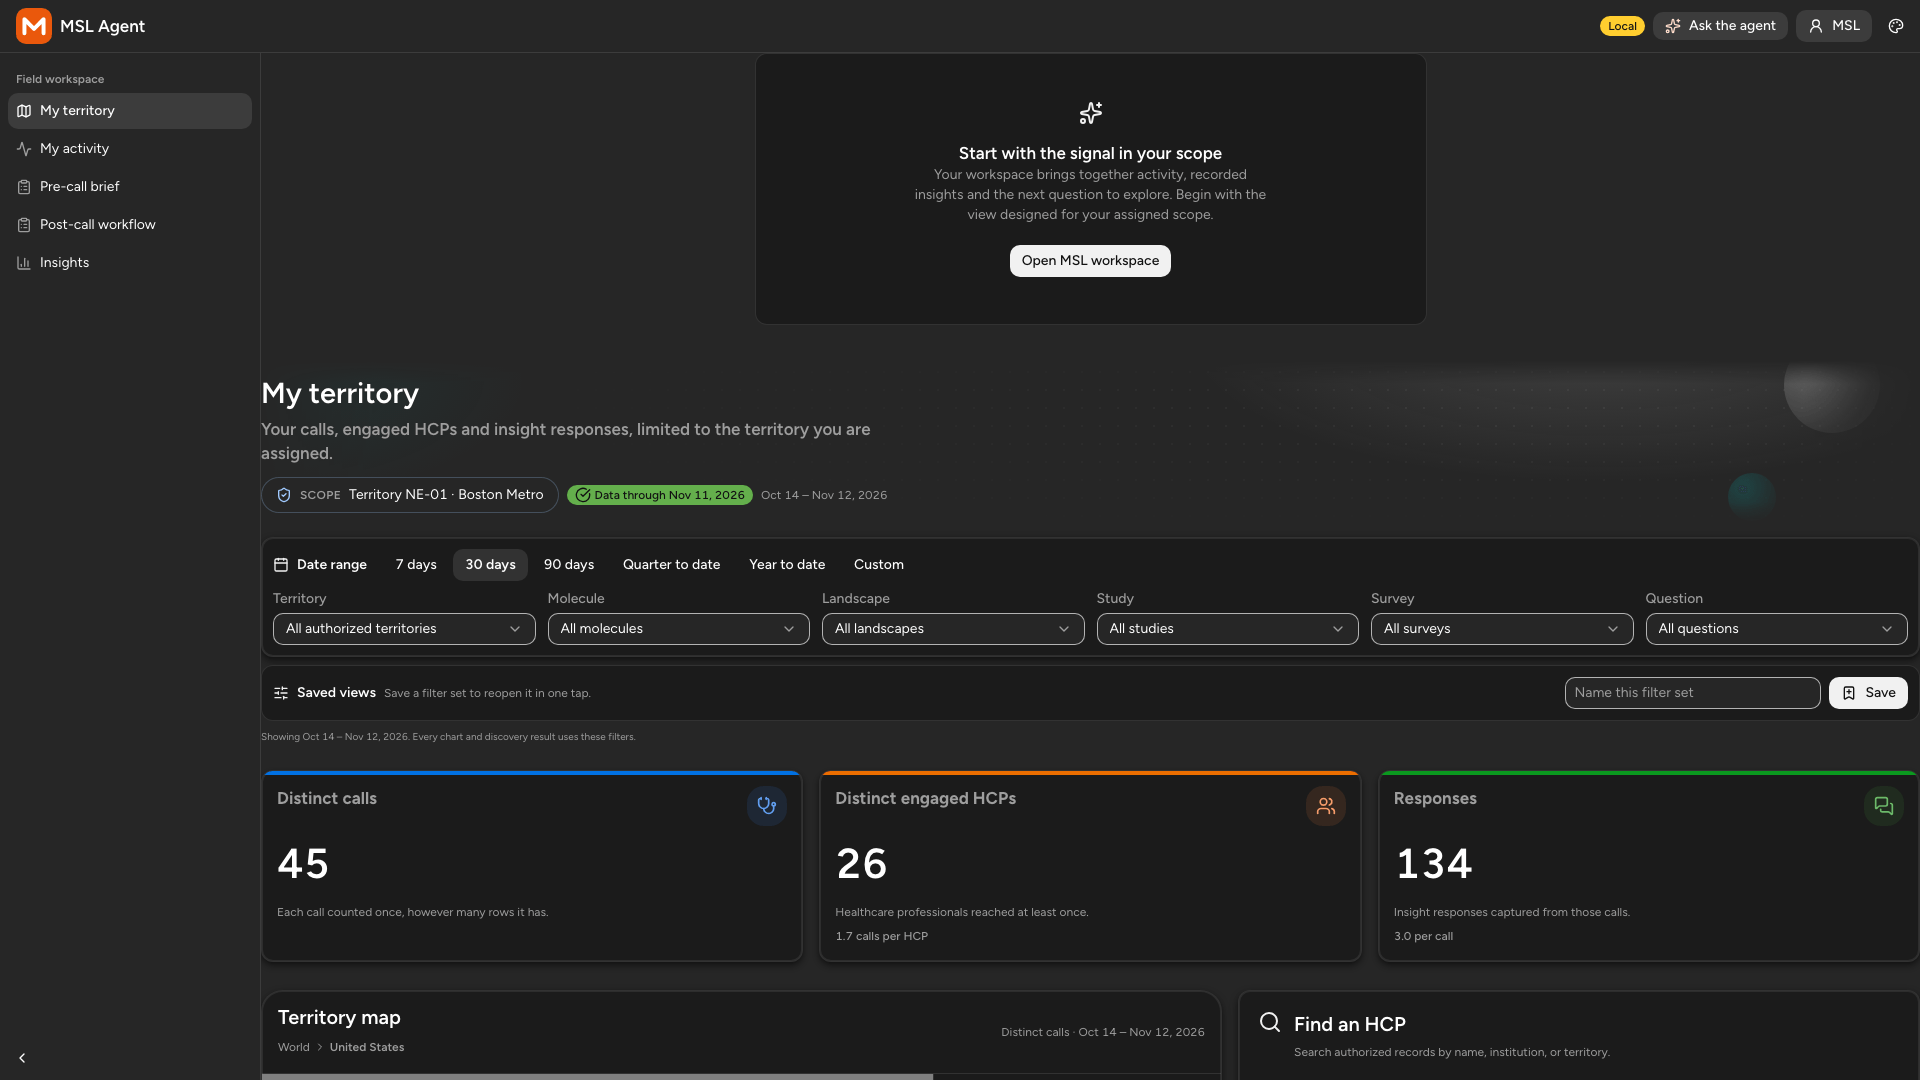 MSL Agent
Local
Ask the agent
MSL
Field workspace
My territory
My activity
Pre-call brief
Post-call workflow
Insights
Start with the signal in your scope
Your workspace brings together activity, recorded
insights and the next question to explore. Begin with the
view designed for your assigned scope.
Open MSL workspace
My territory
Your calls, engaged HCPs and insight responses, limited to the territory you are
assigned.
SCOPE Territory NE-01 · Boston Metro
Data through Nov 11, 2026
Oct 14 – Nov 12, 2026
Date range
7 days
30 days
90 days
Quarter to date
Year to date
Custom
Territory
Molecule
Landscape
Study
Survey
Question
All authorized territories
All molecules
All landscapes
All studies
All surveys
All questions
Saved views
Save a filter set to reopen it in one tap.
Name this filter set
Save
Showing Oct 14 – Nov 12, 2026. Every chart and discovery result uses these filters.
Distinct calls
45
Each call counted once, however many rows it has.
Distinct engaged HCPs
26
Healthcare professionals reached at least once.
1.7 calls per HCP
Responses
134
Insight responses captured from those calls.
3.0 per call
Territory map
World
United States
Distinct calls · Oct 14 – Nov 12, 2026
Find an HCP
Search authorized records by name, institution, or territory.